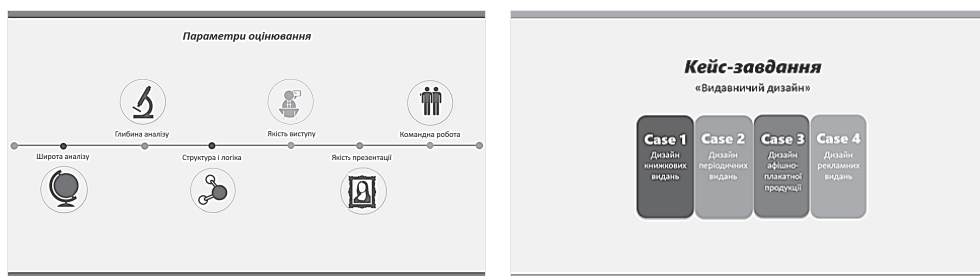 Параметри оцінювання
Глибина аналізу
Якість виступу
Командна робота
Широта аналізу
Структура і логіка
Якість презентації
Кейс-завдання
«Видавничий дизайн»
Case 1
Дизайн
книжкових
видань
Case 2
Дизайн
періодичних
видань
Case 3
Дизайн
афішно-
плакатної
продукції
Case 4
Дизайн
рекламних
видань